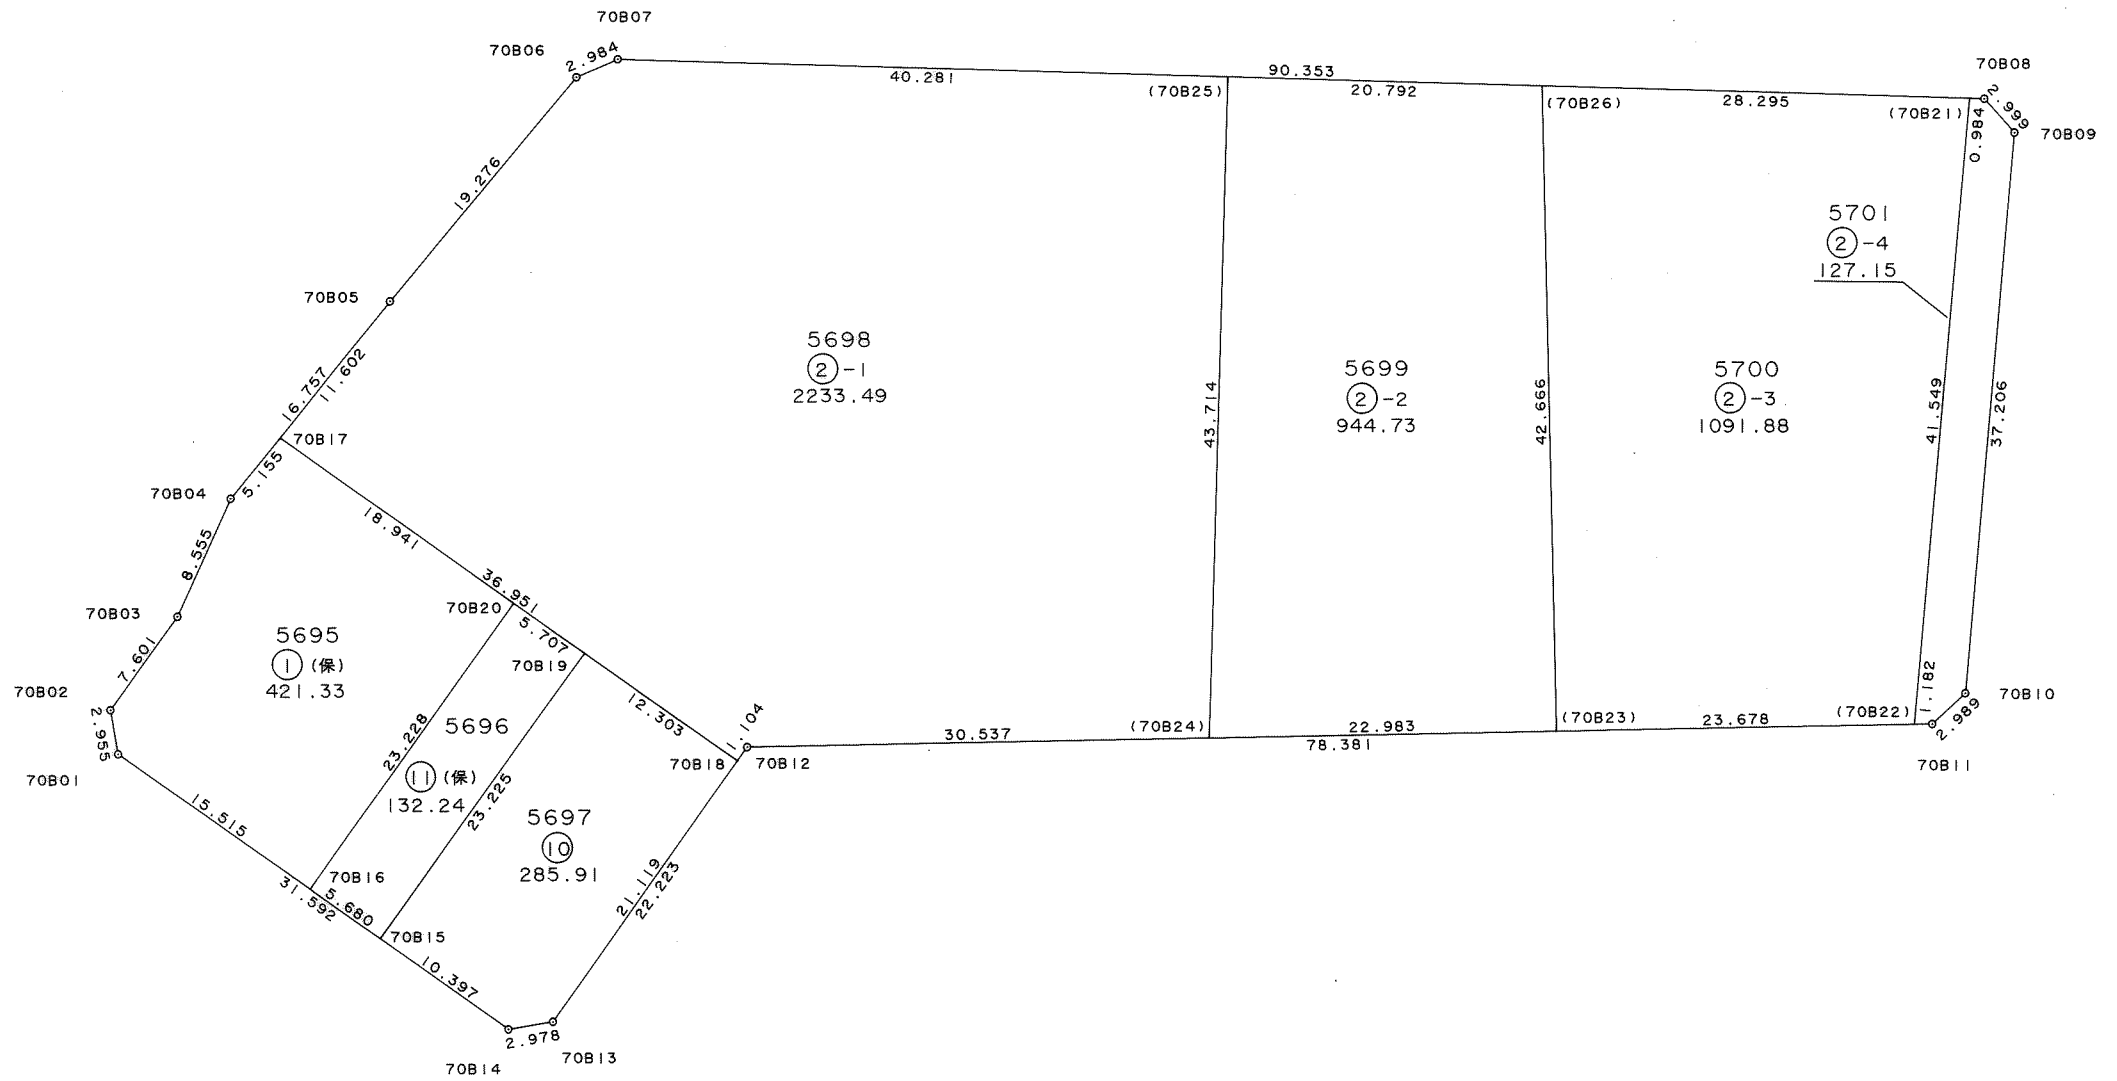 70B07
70B06
2.984
40.281
90.353
(70B25)
20.792
(70B26)
28.295
(70B21)
70B08
2.999
0.984
70B09
19.276
5701
②-4
127.15
70B05
16.757
11.602
5698
②-1
2233.49
43.714
5699
②-2
944.73
42.666
5700
②-3
1091.88
41.549
37.206
70B17
5.155
70B04
18.941
8.555
36.951
70B20
5.707
70B19
70B03
5695
①(保)
421.33
7.601
70B02
2.955
70B01
23.228
5696
⑪(保)
132.24
23.225
12.303
1.104
70B18
70B12
30.537
(70B24)
22.983
78.381
(70B23)
23.678
(70B22)
1.182
70B10
2.989
70B11
15.515
5697
⑩
285.91
70B16
31.592
5.680
70B15
21.119
22.223
10.397
2.978
70B13
70B14